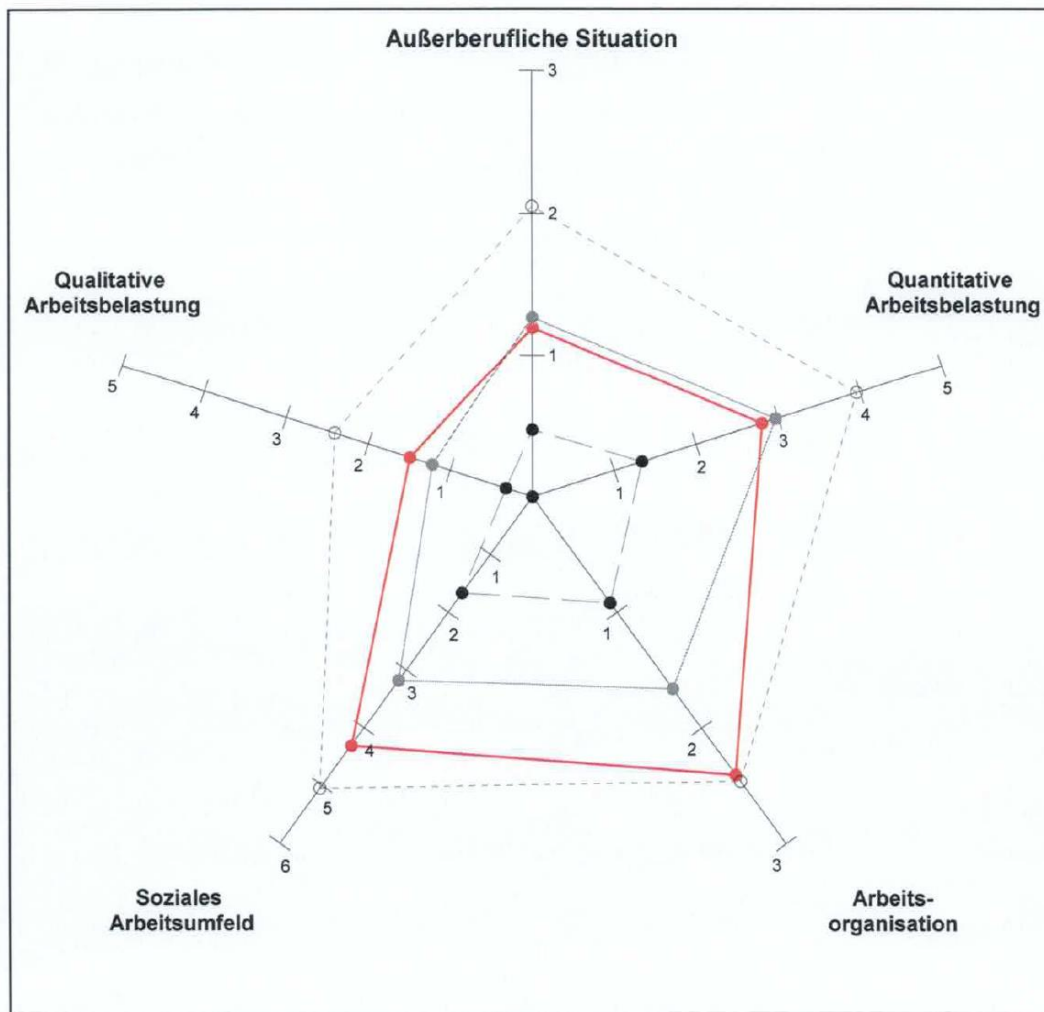 Außerberufliche Situation
3
2
1
Quantitative
Arbeitsbelastung
1
2
3
4
5
Arbeits-
organisation
1
2
3
Soziales
Arbeitsumfeld
1
2
3
4
5
6
Qualitative
Arbeitsbelastung
1
2
3
4
5